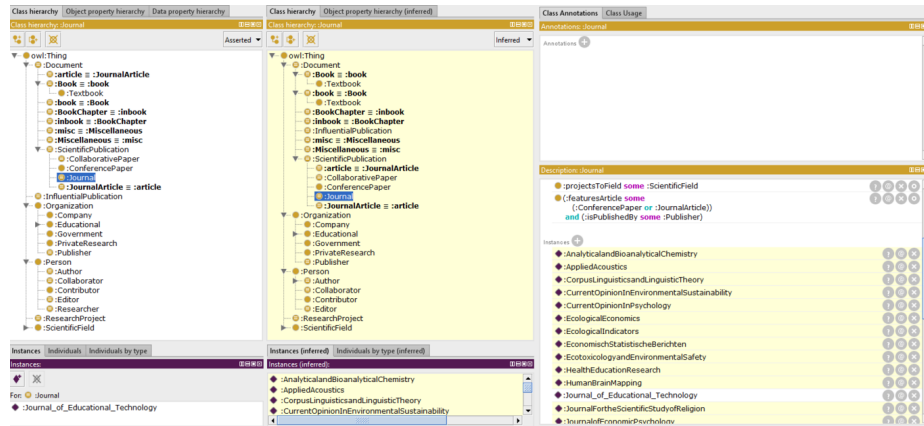 Class hierarchy Object property hierarchy Data property hierarchy
Class hierarchy: Journal
Asserted
owl:Thing
:Document
:article ≡ :JournalArticle
:Book ≡ :book
:Textbook
:book ≡ :Book
:BookChapter ≡ :inbook
:inbook ≡ :BookChapter
:misc ≡ :Miscellaneous
:Miscellaneous ≡ :misc
:ScientificPublication
:CollaborativePaper
:ConferencePaper
:Journal
:JournalArticle ≡ :article
:InfluentialPublication
:Organization
:Company
:Educational
:Government
:PrivateResearch
:Publisher
:Person
:Author
:Collaborator
:Contributor
:Editor
:Researcher
:ResearchProject
:ScientificField
Instances Individuals Individuals by type
Instances:
For: :Journal
:Journal_of_Educational_Technology
Class hierarchy (inferred) Object property hierarchy (inferred)
Class hierarchy: :Journal
Inferred
owl:Thing
:Document
:Book ≡ :book
:Textbook
:book ≡ :Book
:Textbook
:BookChapter ≡ :inbook
:inbook ≡ :BookChapter
:InfluentialPublication
:misc ≡ :Miscellaneous
:Miscellaneous ≡ :misc
:ScientificPublication
:article ≡ :JournalArticle
:CollaborativePaper
:ConferencePaper
:Journal
:JournalArticle ≡ :article
:Organization
:Company
:Educational
:Government
:PrivateResearch
:Publisher
:Person
:Author
:Collaborator
:Contributor
:Editor
:ResearchProject
:ScientificField
Instances (inferred) Individuals by type (inferred)
Instances (inferred):
:AnalyticalandBioanalyticalChemistry
:AppliedAcoustics
:CorpusLinguisticsandLinguisticTheory
:CurrentOpinionInEnvironmentalSustainability
Class Annotations Class Usage
Annotations: :Journal
Annotations
Description: :Journal
:projectsToField some :ScientificField
(:featuresArticle some
(:ConferencePaper or :JournalArticle))
and (:isPublishedBy some :Publisher)
Instances
:AnalyticalandBioanalyticalChemistry
:AppliedAcoustics
:CorpusLinguisticsandLinguisticTheory
:CurrentOpinionInEnvironmentalSustainability
:CurrentOpinionInPsychology
:EcologicalEconomics
:EcologicalIndicators
:EconomischStatistischeBerichten
:EcotoxicologyandEnvironmentalSafety
:HealthEducationResearch
:HumanBrainMapping
:Journal_of_Educational_Technology
:JournalFortheScientificStudyofReligion
:JournalofEconomicPsychology